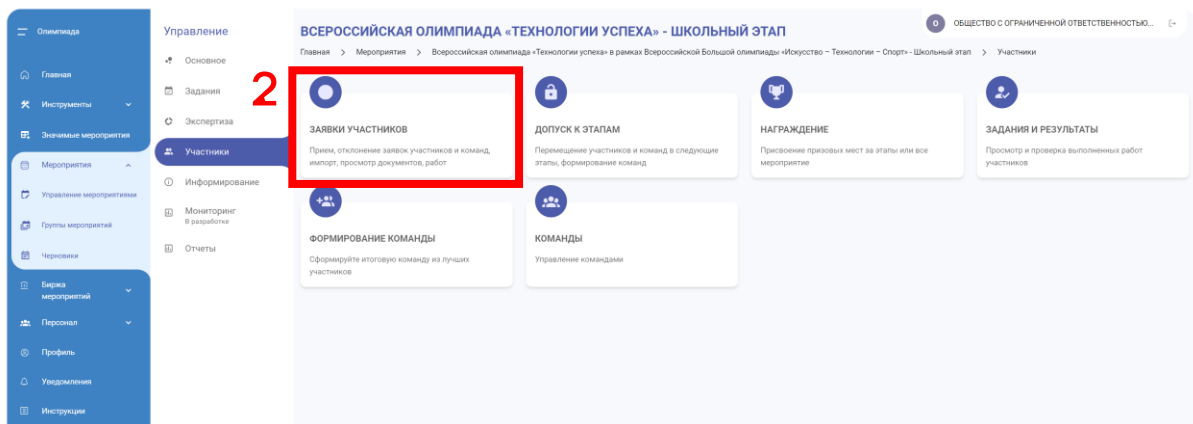 Олимпиада
Главная
Инструменты
Значимые мероприятия
Мероприятия
Управление мероприятиями
Группы мероприятий
Черновики
Биржа
мероприятий
Персонал
Профиль
Уведомления
Инструкции
Управление
Основное
Задания
Экспертиза
Участники
Информирование
Мониторинг
В разработке
Отчеты
ВСЕРОССИЙСКАЯ ОЛИМПИАДА «ТЕХНОЛОГИИ УСПЕХА» - ШКОЛЬНЫЙ ЭТАП
О ОБЩЕСТВО С ОГРАНИЧЕННОЙ ОТВЕТСТВЕННОСТЬЮ...
Главная > Мероприятия > Всероссийская олимпиада «Технологии успеха» в рамках Всероссийской Большой олимпиады «Искусство – Технологии – Спорт» - Школьный этап > Участники
2
ЗАЯВКИ УЧАСТНИКОВ
Прием, отклонение заявок участников и команд,
импорт, просмотр документов, работ
ДОПУСК К ЭТАПАМ
Перемещение участников и команд в следующие
этапы, формирование команд
НАГРАЖДЕНИЕ
Присвоение призовых мест за этапы или все
мероприятие
ЗАДАНИЯ И РЕЗУЛЬТАТЫ
Просмотр и проверка выполненных работ
участников
ФОРМИРОВАНИЕ КОМАНДЫ
Сформируйте итоговую команду из лучших
участников
КОМАНДЫ
Управление командами